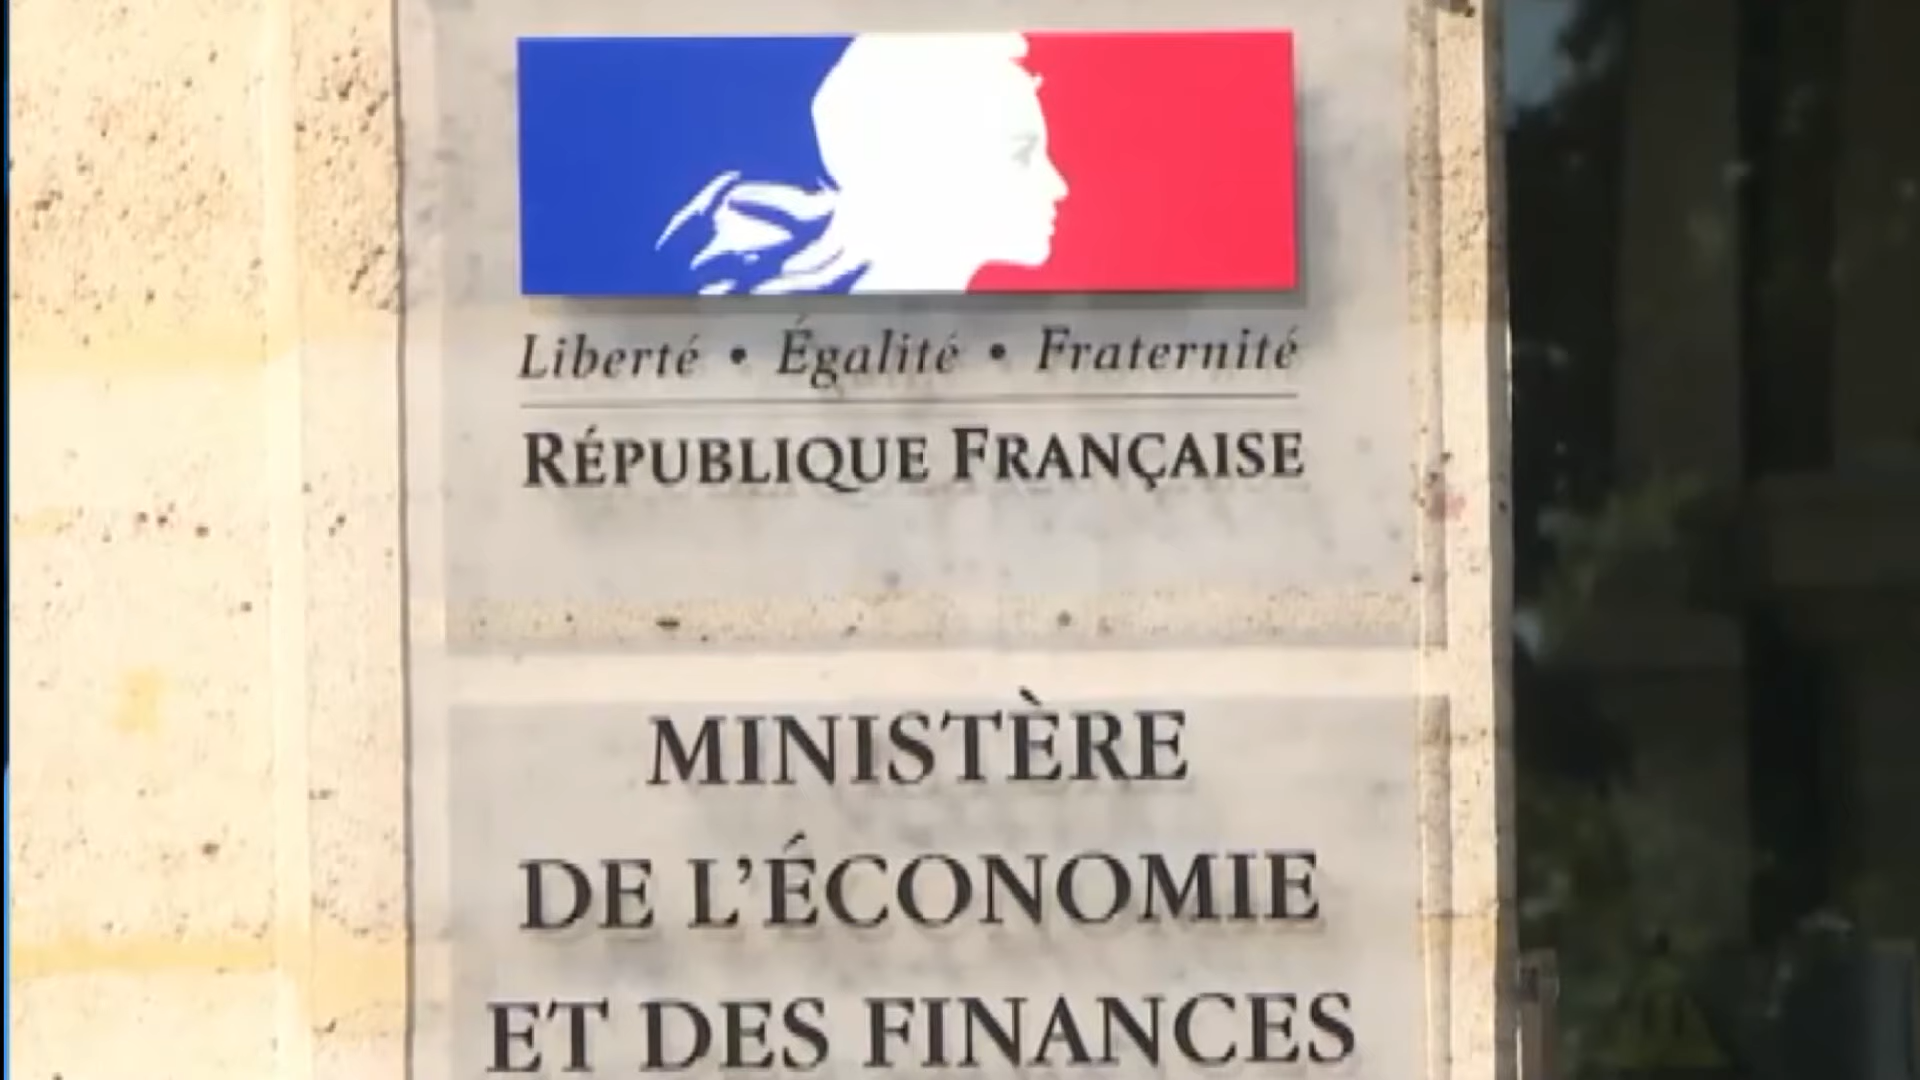 Liberté • Égalité • Fraternité
RÉPUBLIQUE FRANÇAISE
MINISTÈRE
DE L’ÉCONOMIE
ET DES FINANCES